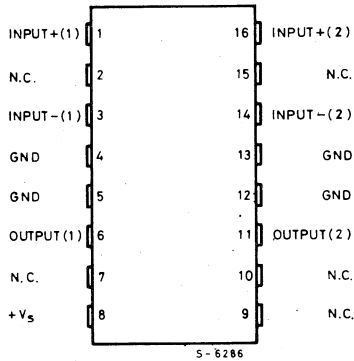 INPUT+(1) 1 16 INPUT+(2)
N.C. 2 15 N.C.
INPUT-(1) 3 14 INPUT-(2)
GND 4 13 GND
GND 5 12 GND
OUTPUT(1) 6 11 OUTPUT(2)
N.C. 7 10 N.C.
+Vs 8 9 N.C.
S-6286